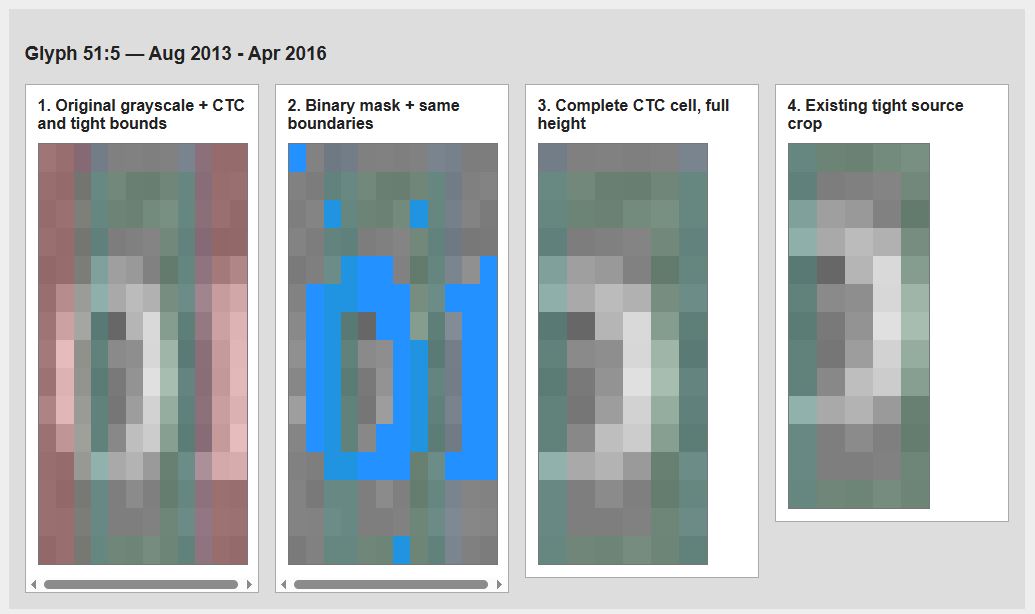 Glyph 51:5 — Aug 2013 - Apr 2016
1. Original grayscale + CTC
and tight bounds
2. Binary mask + same
boundaries
3. Complete CTC cell, full
height
4. Existing tight source
crop